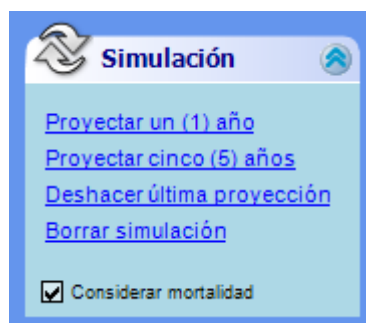 Simulación
Proyectar un (1) año
Proyectar cinco (5) años
Deshacer última proyección
Borrar simulación
Considerar mortalidad